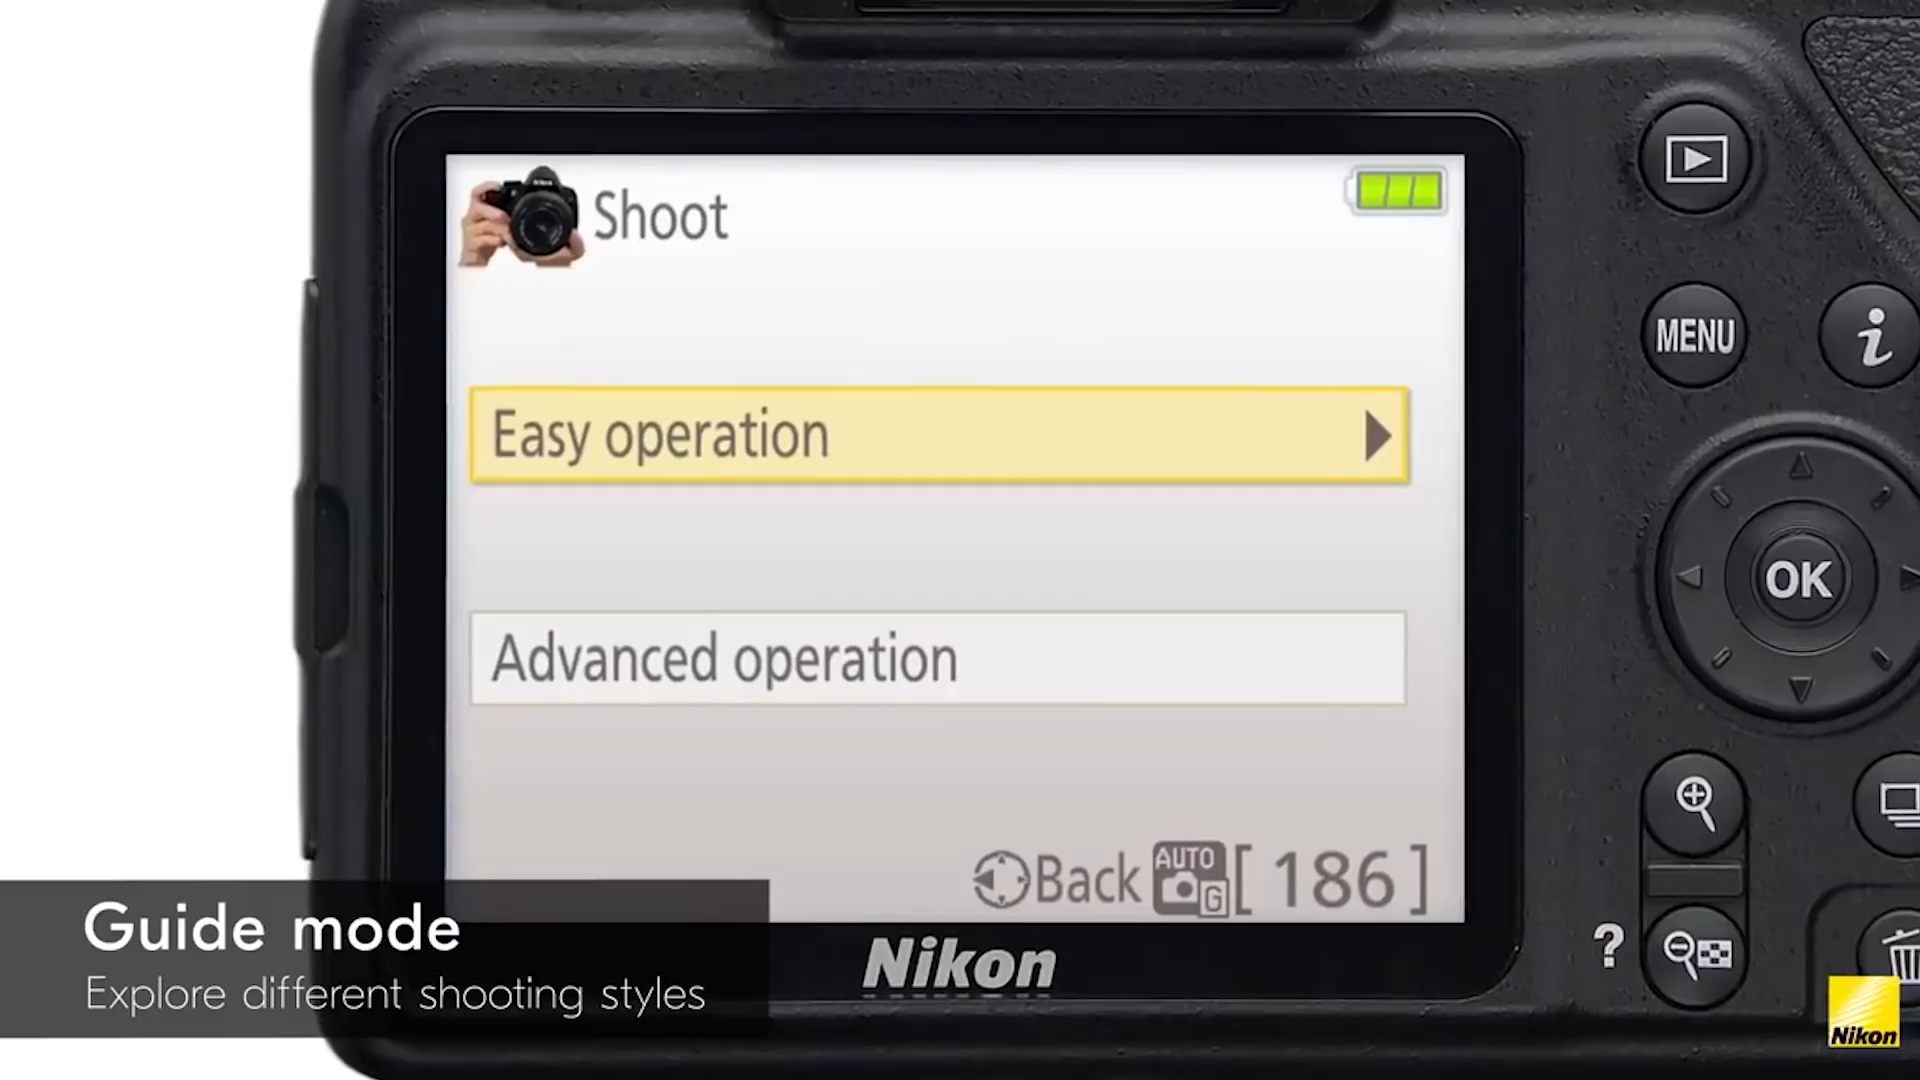 Shoot
Easy operation
Advanced operation
Back AUTO G [ 186 ]
Nikon
MENU
i
OK
?
Guide mode
Explore different shooting styles
Nikon